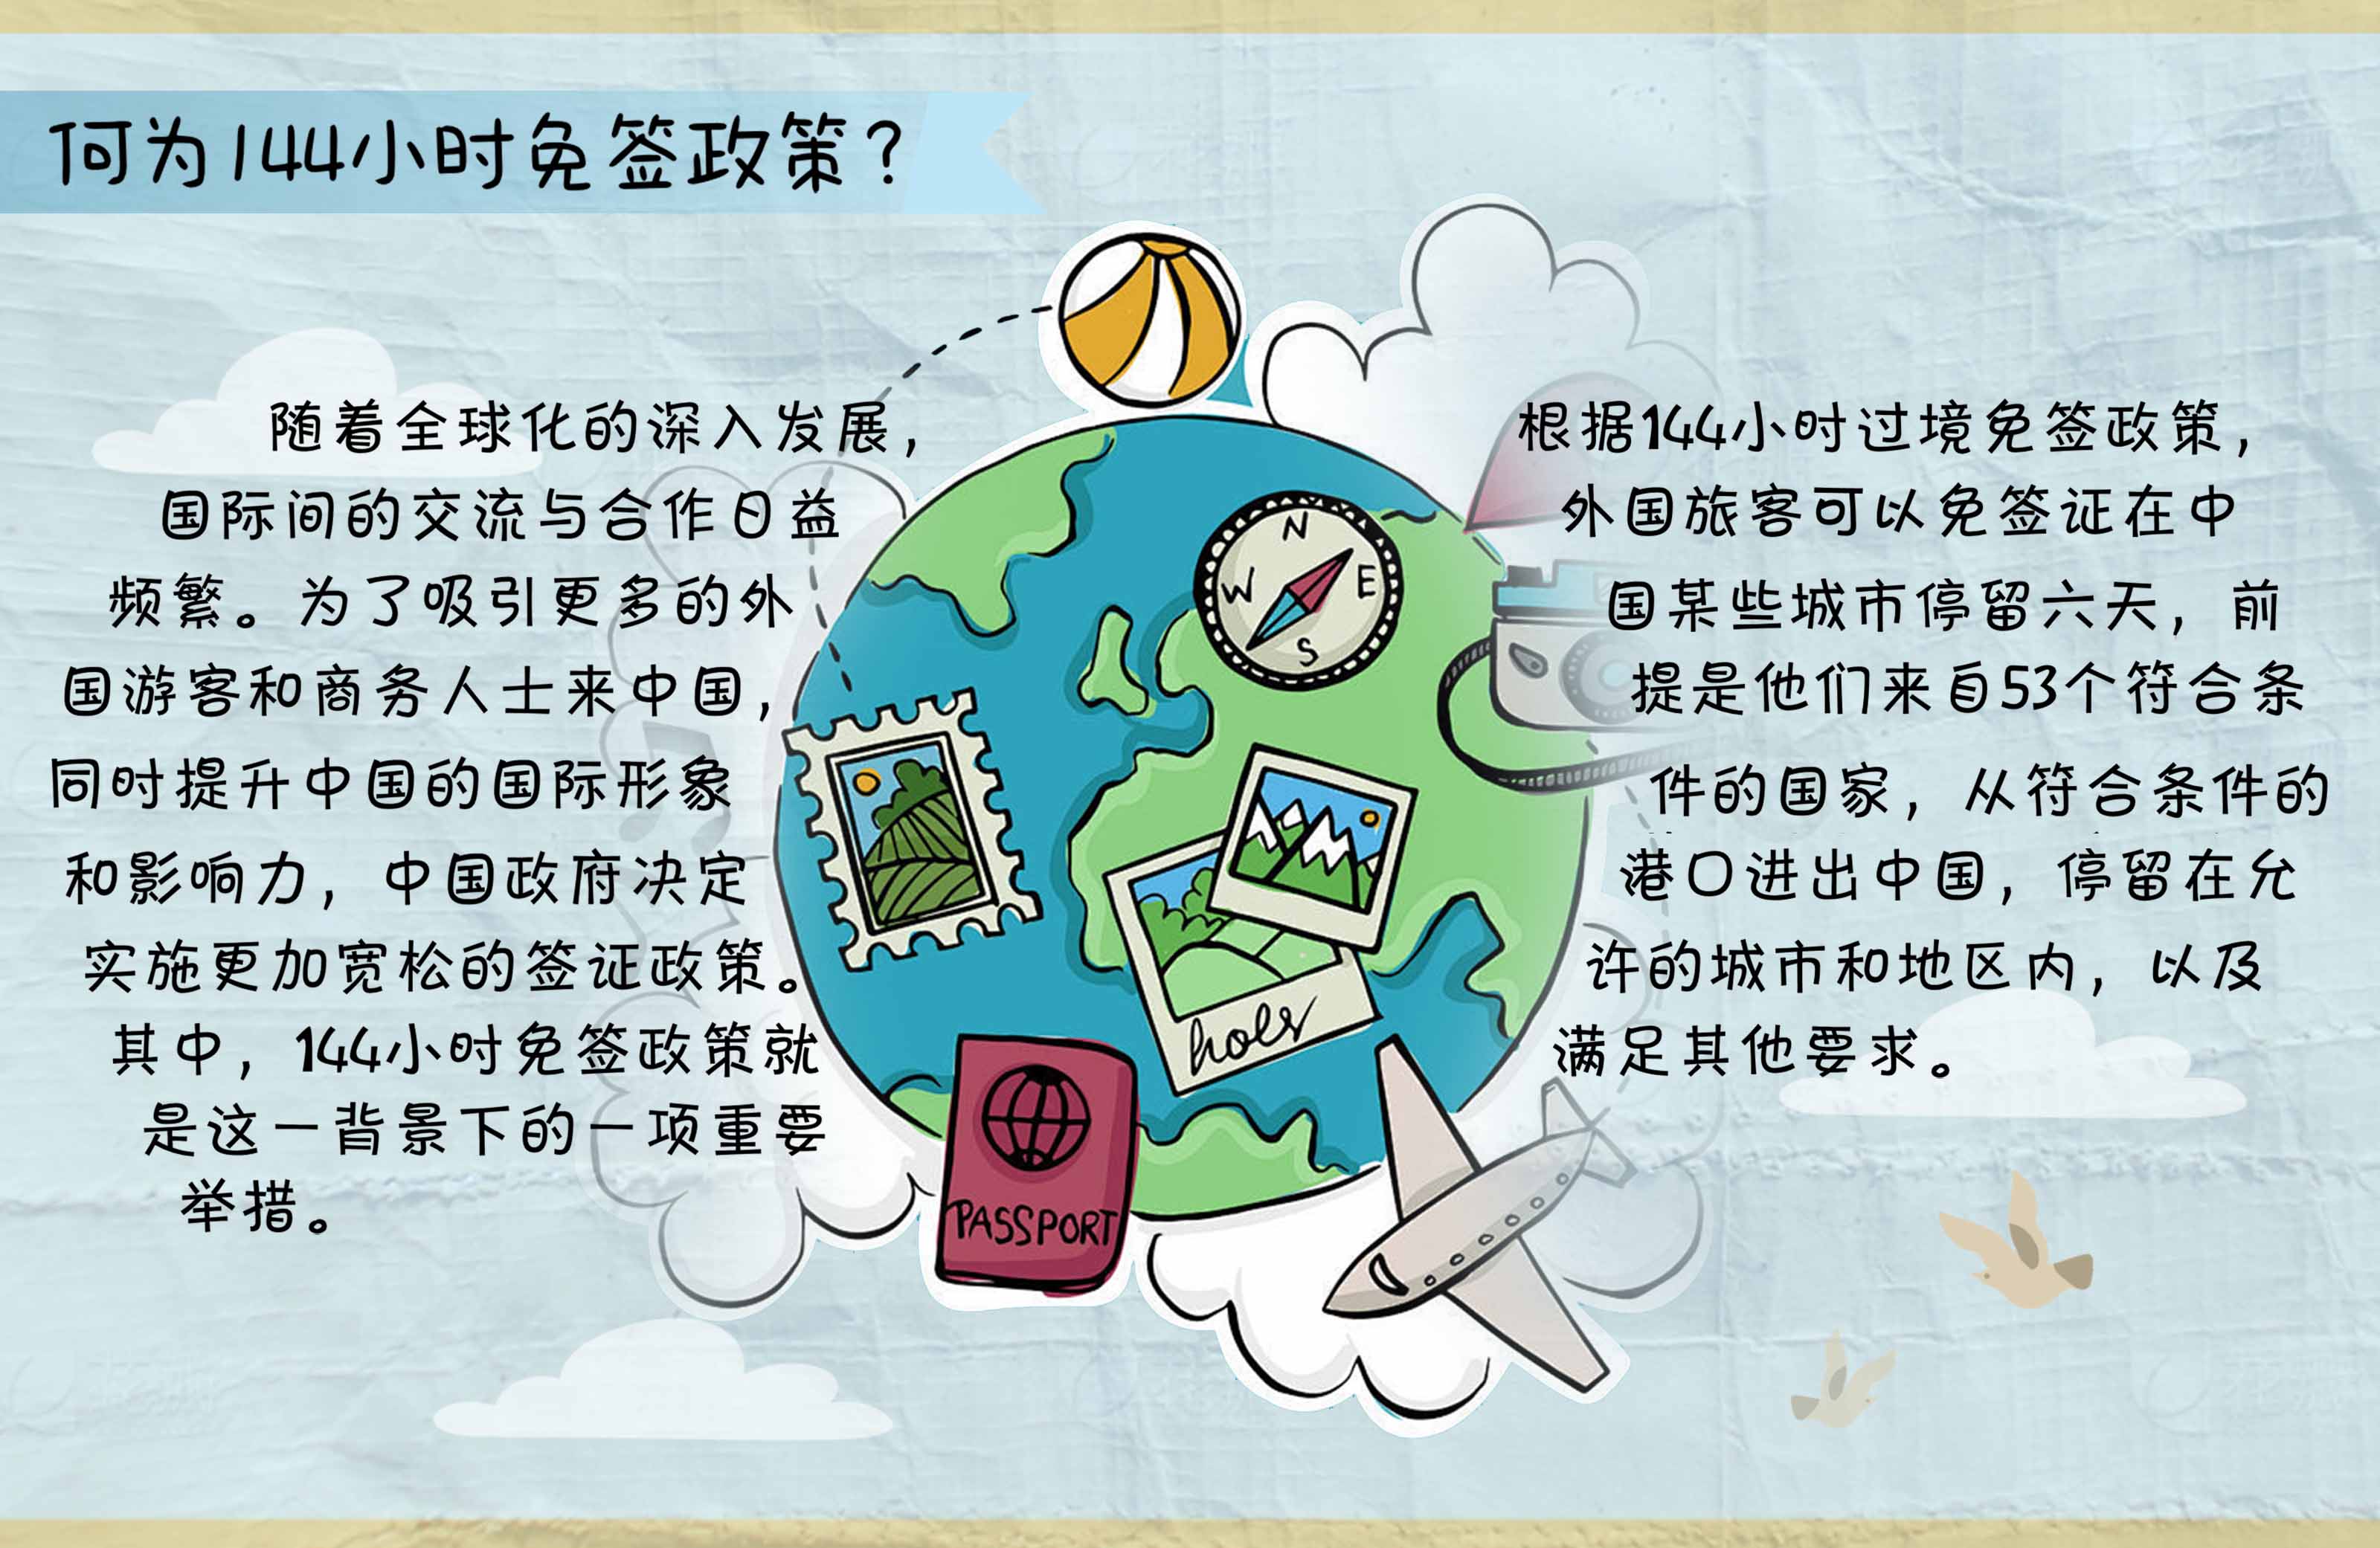 何为144小时免签政策？
随着全球化的深入发展，
国际间的交流与合作日益
频繁。为了吸引更多的外
国游客和商务人士来中国，
同时提升中国的国际形象
和影响力，中国政府决定
实施更加宽松的签证政策。
其中，144小时免签政策就
是这一背景下的一项重要
举措。
根据144小时过境免签政策，
外国旅客可以免签证在中
国某些城市停留六天，前
提是他们来自53个符合条
件的国家，从符合条件的
港口进出中国，停留在允
许的城市和地区内，以及
满足其他要求。
N
W
E
S
hols
PASSPORT